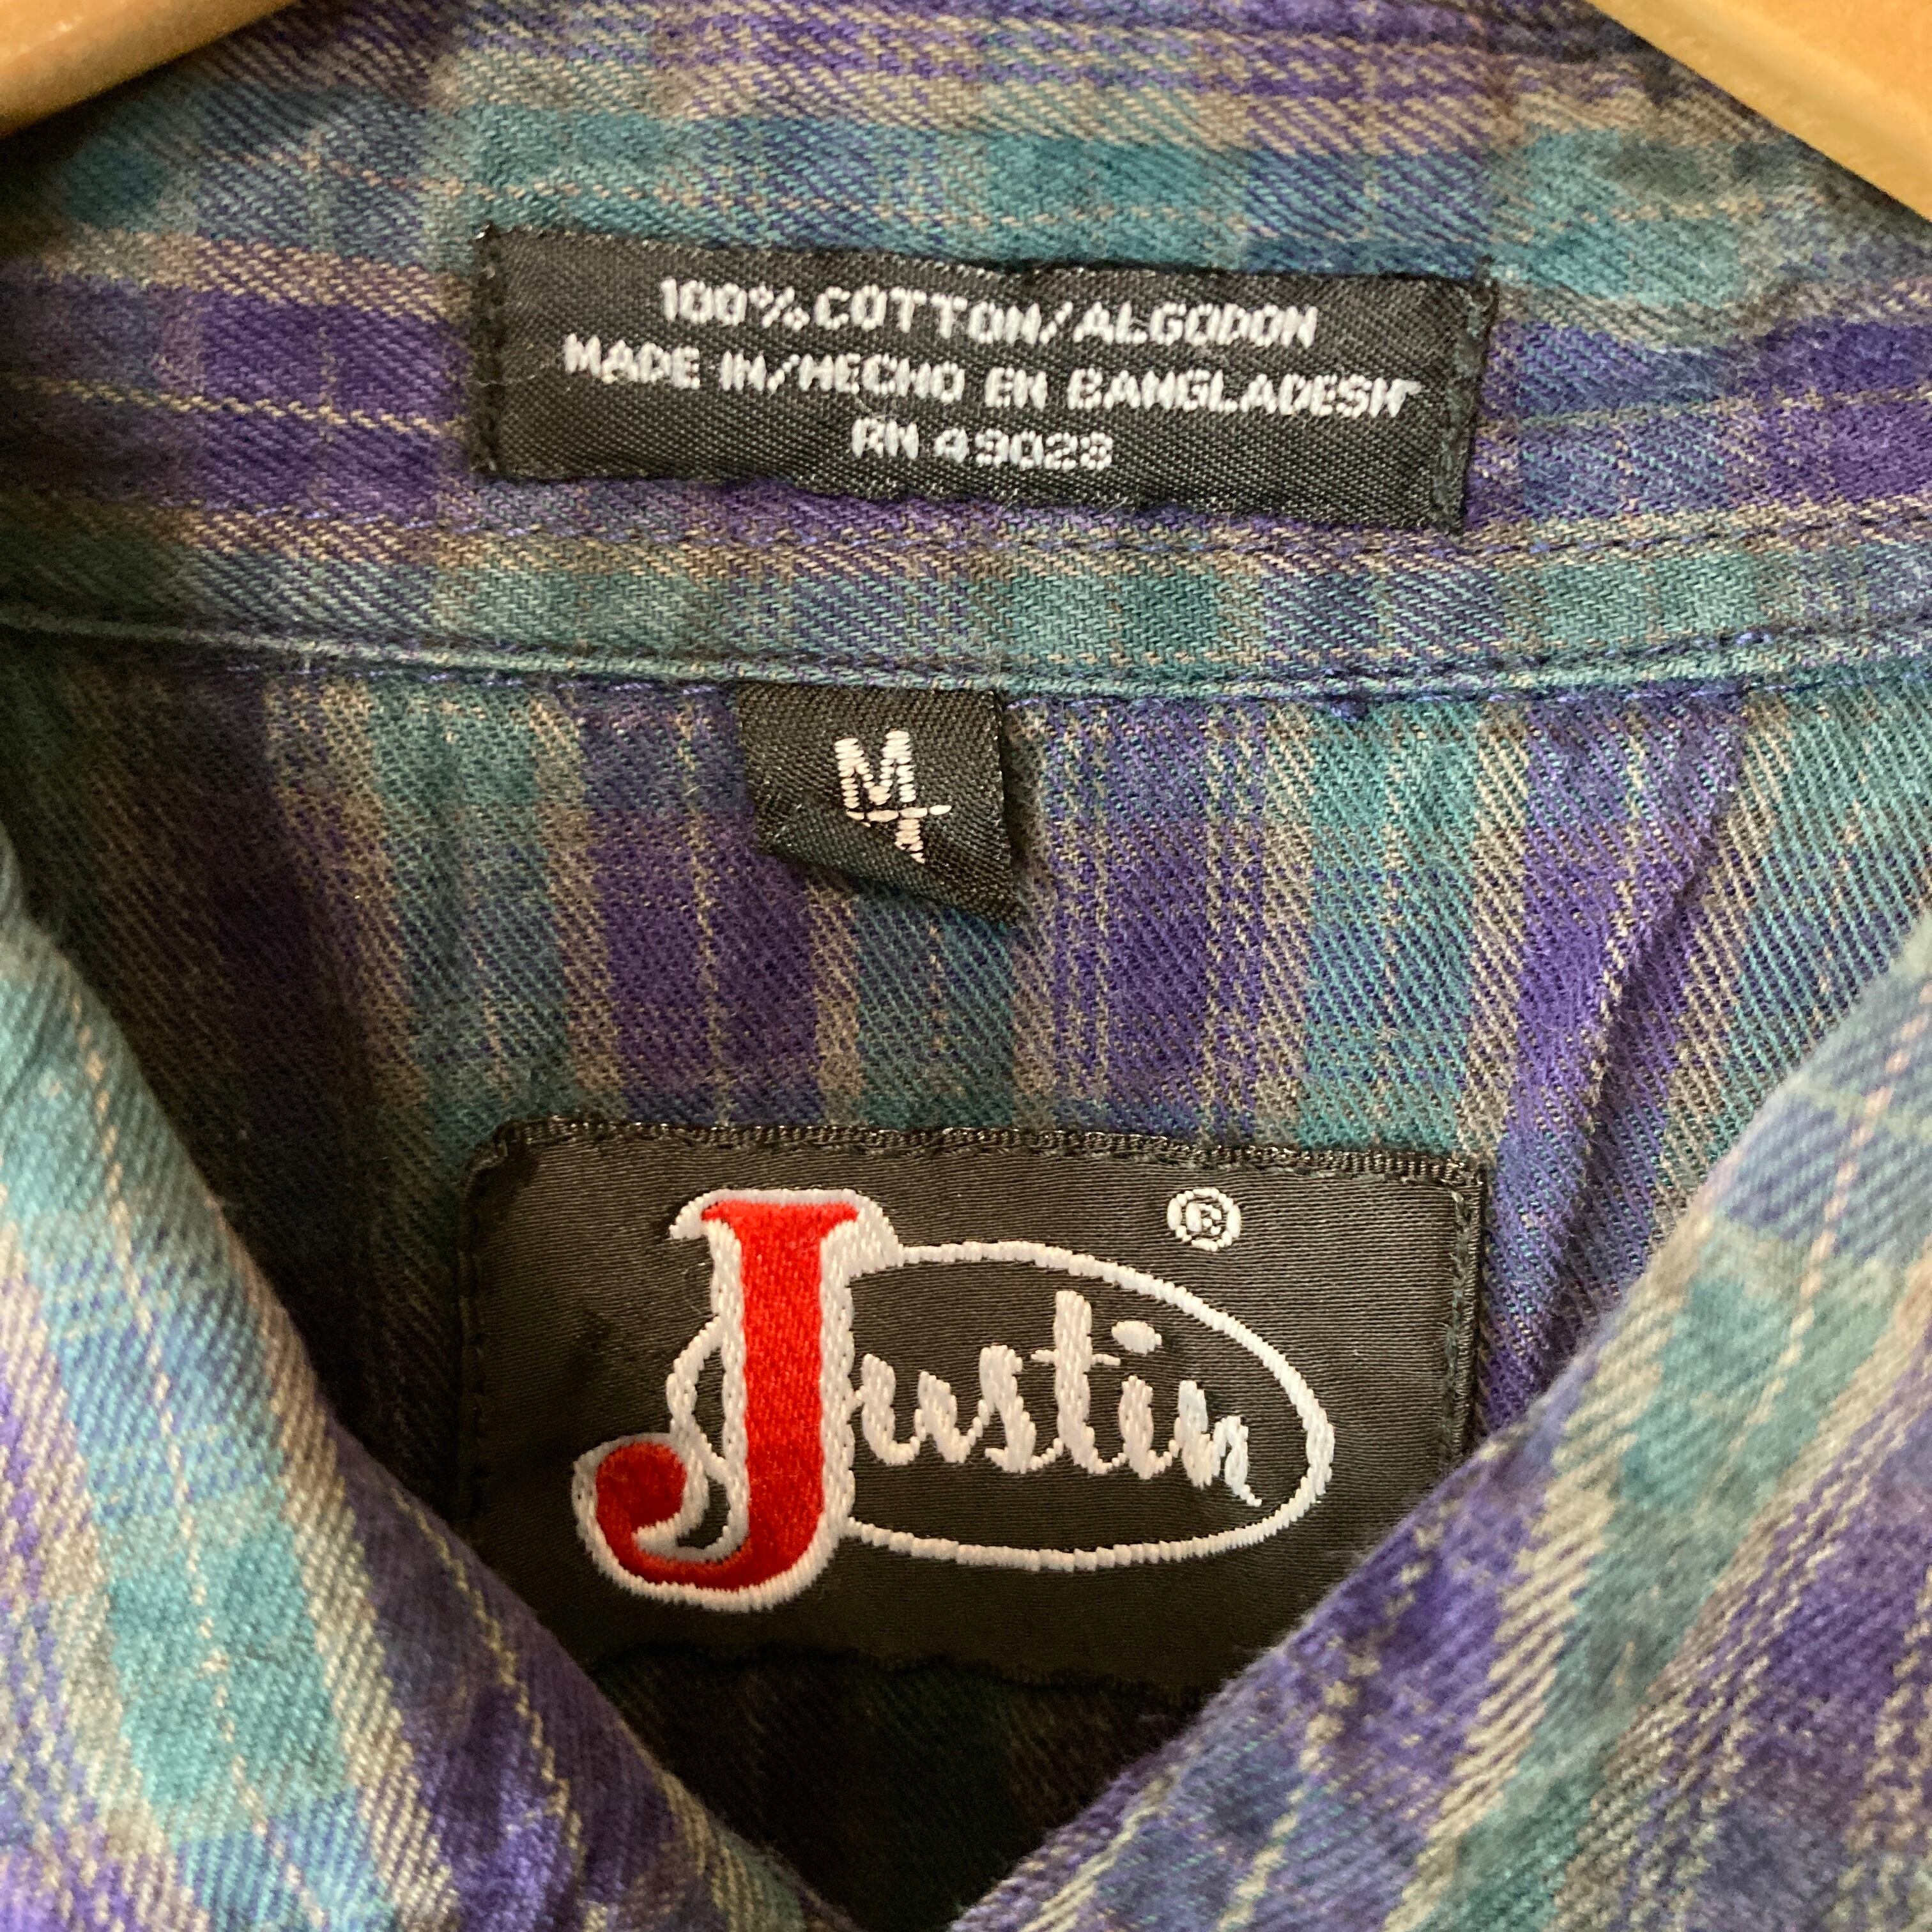 100% COTTON/ALGODON
MADE IN/HECHO EN BANGLADESH
RN 49028
M
T
Justin®